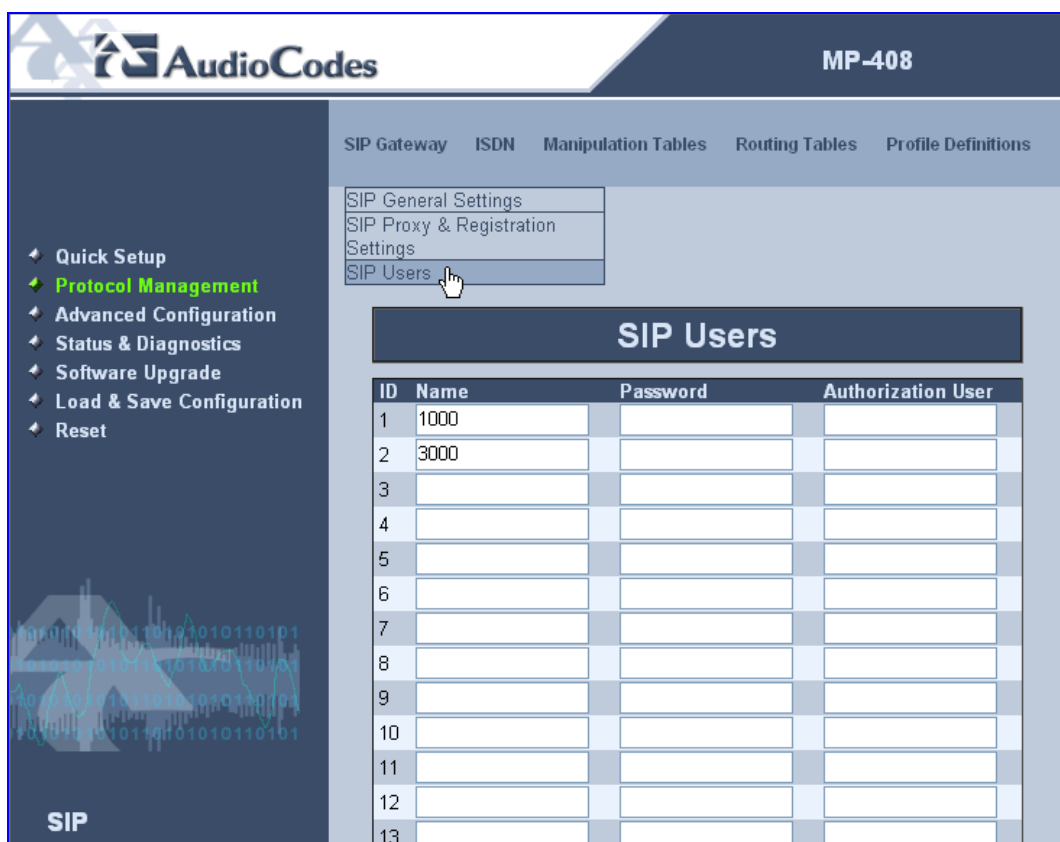 AudioCodes
MP-408
SIP Gateway ISDN Manipulation Tables Routing Tables Profile Definitions
SIP General Settings
SIP Proxy & Registration
Settings
SIP Users
Quick Setup
Protocol Management
Advanced Configuration
Status & Diagnostics
Software Upgrade
Load & Save Configuration
Reset
SIP Users
ID Name Password Authorization User
1 1000
2 3000
3
4
5
6
7
8
9
10
11
12
13
SIP